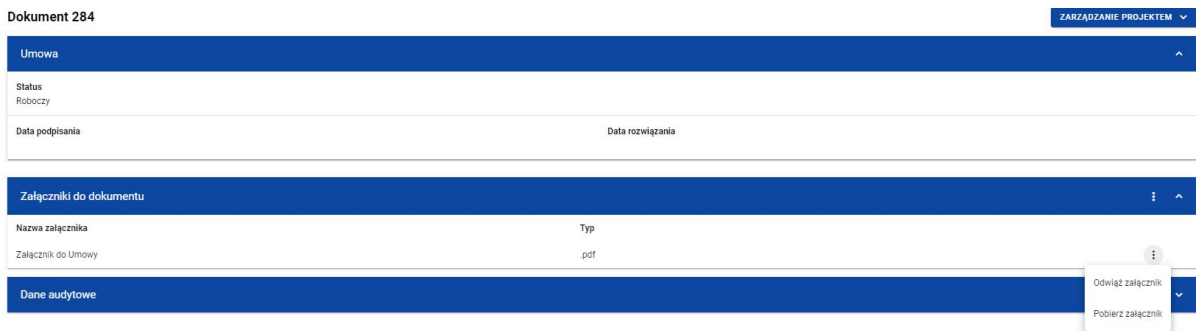 Dokument 284
ZARZĄDZANIE PROJEKTEM
Umowa
Status
Roboczy
Data podpisania
Data rozwiązania
Załączniki do dokumentu
Nazwa załącznika
Typ
Załącznik do Umowy
.pdf
Odwiąż załącznik
Dane audytowe
Pobierz załącznik